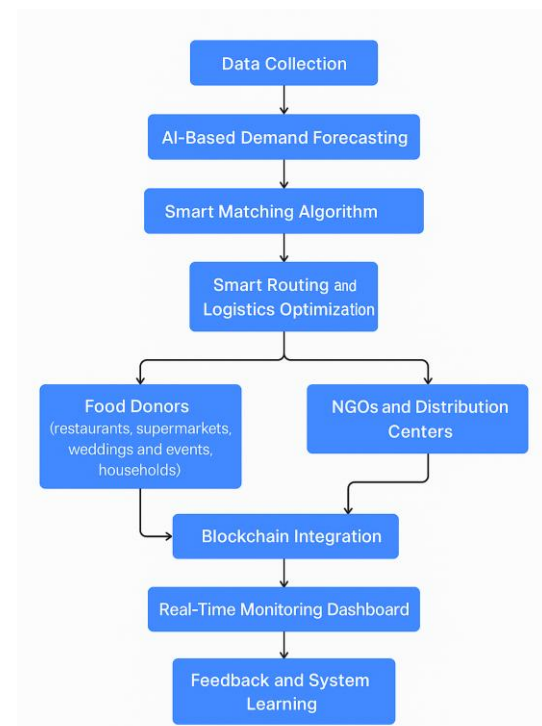 Data Collection
AI-Based Demand Forecasting
Smart Matching Algorithm
Smart Routing and
Logistics Optimization
Food Donors
(restaurants, supermarkets,
weddings and events,
households)
NGOs and Distribution
Centers
Blockchain Integration
Real-Time Monitoring Dashboard
Feedback and System
Learning